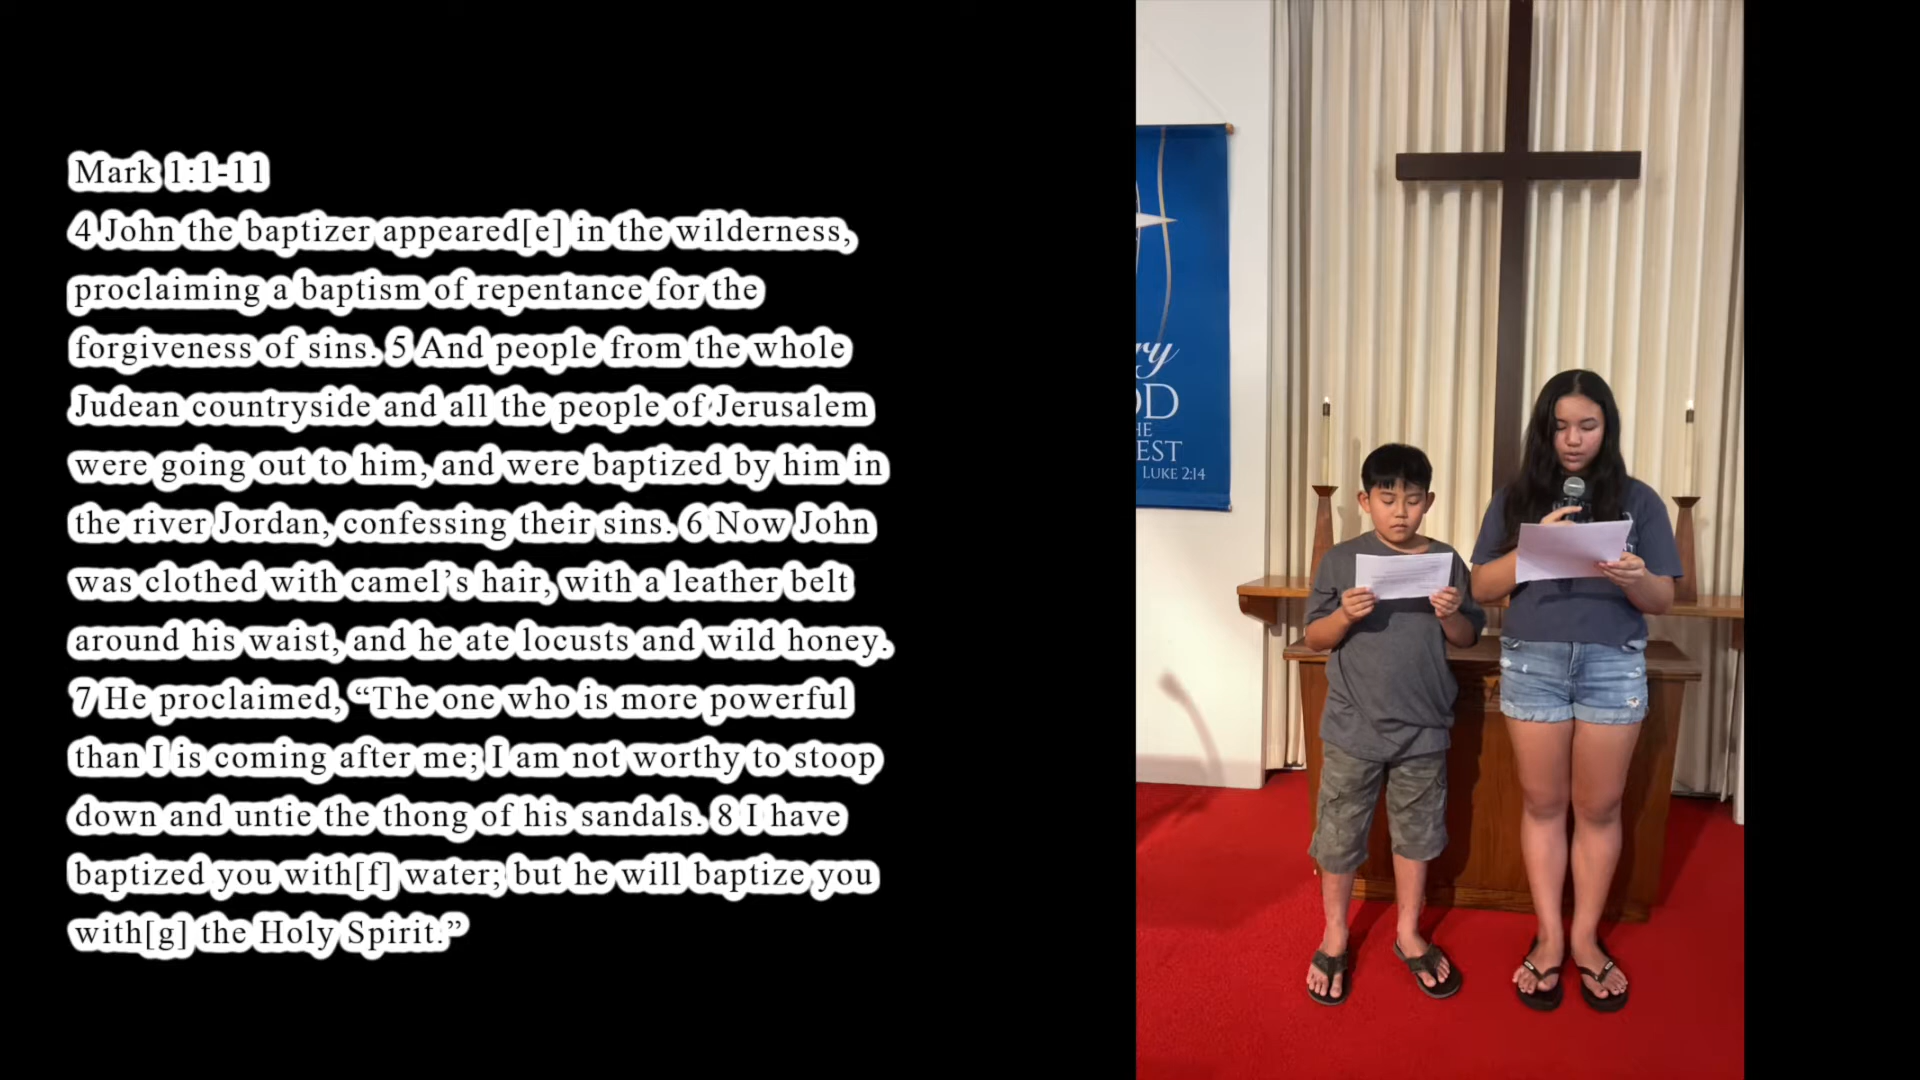 Mark 1:1-11
4 John the baptizer appeared[e] in the wilderness,
proclaiming a baptism of repentance for the
forgiveness of sins. 5 And people from the whole
Judean countryside and all the people of Jerusalem
were going out to him, and were baptized by him in
the river Jordan, confessing their sins. 6 Now John
was clothed with camel’s hair, with a leather belt
around his waist, and he ate locusts and wild honey.
7 He proclaimed, “The one who is more powerful
than I is coming after me; I am not worthy to stoop
down and untie the thong of his sandals. 8 I have
baptized you with[f] water; but he will baptize you
with[g] the Holy Spirit.”
ry
OD
HE
EST
LUKE 2:14